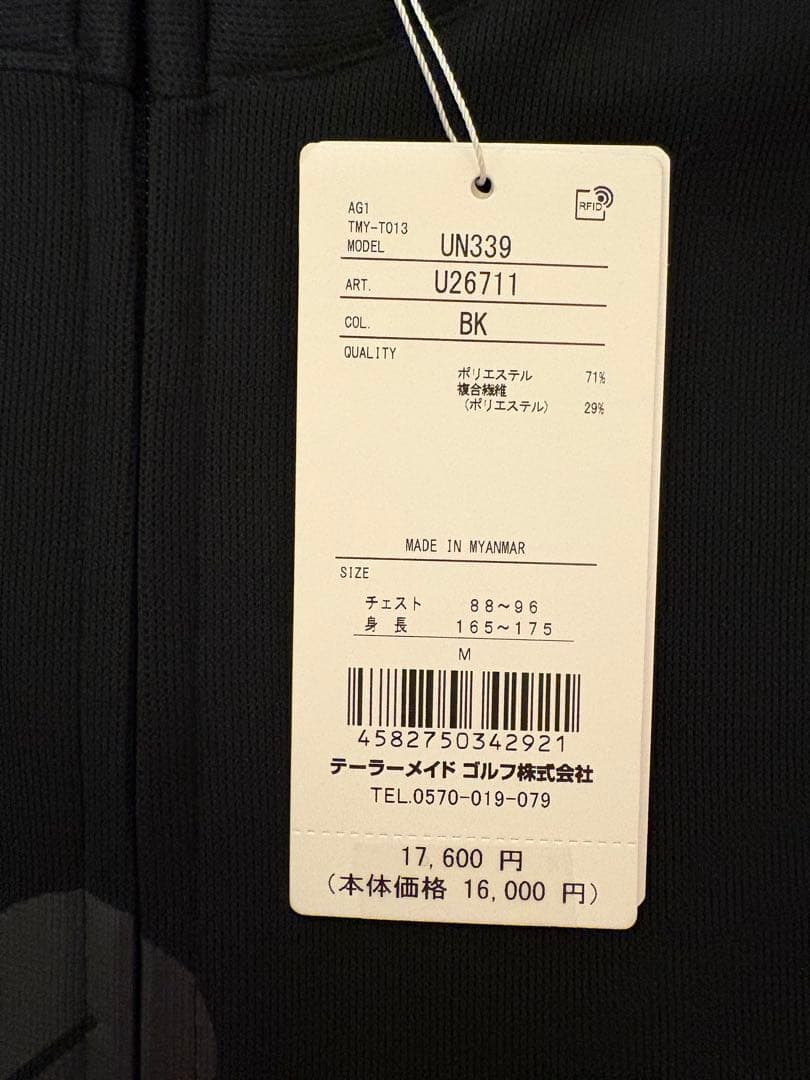 RFID
AG1
TMY-T013
MODEL UN339
ART. U26711
COL. BK
QUALITY
ポリエステル 71%
複合繊維
(ポリエステル) 29%
MADE IN MYANMAR
SIZE
チェスト 88~96
身長 165~175
M
4582750342921
テーラーメイド ゴルフ株式会社
TEL.0570-019-079
17,600 円
(本体価格 16,000 円)